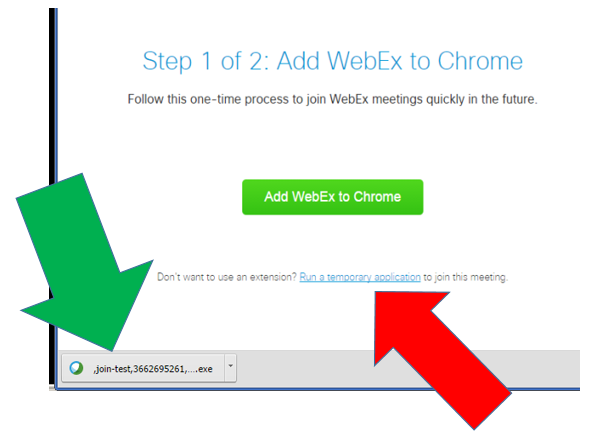 Step 1 of 2: Add WebEx to Chrome
Follow this one-time process to join WebEx meetings quickly in the future.
Add WebEx to Chrome
Don't want to use an extension? Run a temporary application to join this meeting.
,join-test,3662695261,....exe